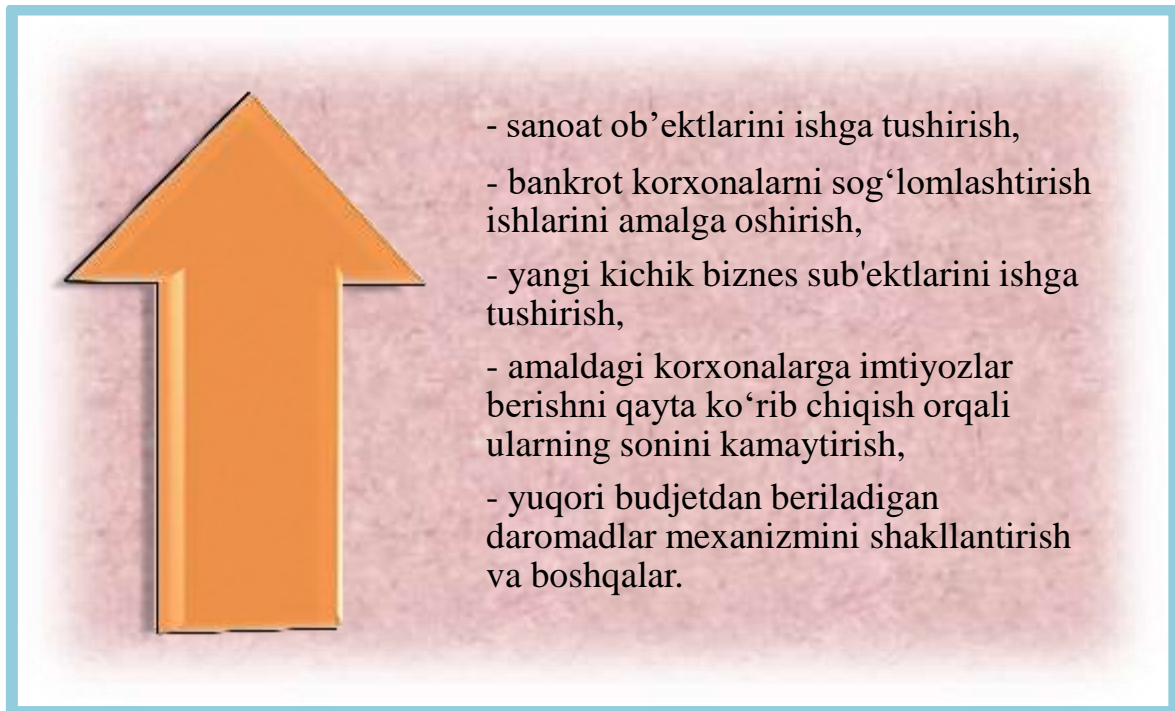 - sanoat ob’ektlarini ishga tushirish,
- bankrot korxonalarni sog‘lomlashtirish
ishlarini amalga oshirish,
- yangi kichik biznes sub'ektlarini ishga
tushirish,
- amaldagi korxonalarga imtiyozlar
berishni qayta ko‘rib chiqish orqali
ularning sonini kamaytirish,
- yuqori budjetdan beriladigan
daromadlar mexanizmini shakllantirish
va boshqalar.